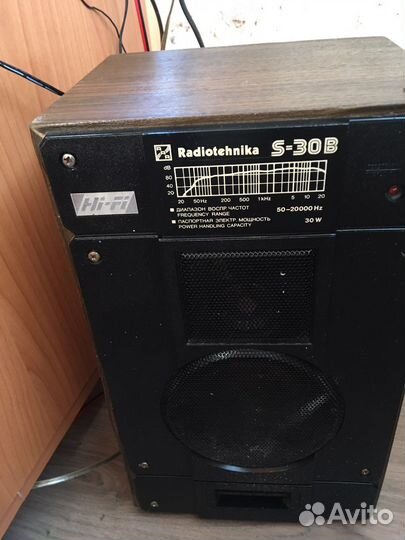 Radiotehnika S-30B
dB
80
60
40
20
20 50Hz 200 500 1kHz 5 10 20
Hi-Fi
ДИАПАЗОН ВОСПР. ЧАСТОТ 50-20000 Hz
FREQUENCY RANGE
ПАСПОРТНАЯ ЭЛЕКТР. МОЩНОСТЬ 30 W
POWER HANDLING CAPACITY
Avito